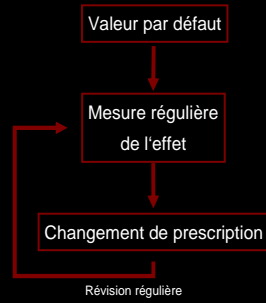 Valeur par défaut
Mesure régulière
de l‘effet
Changement de prescription
Révision régulière